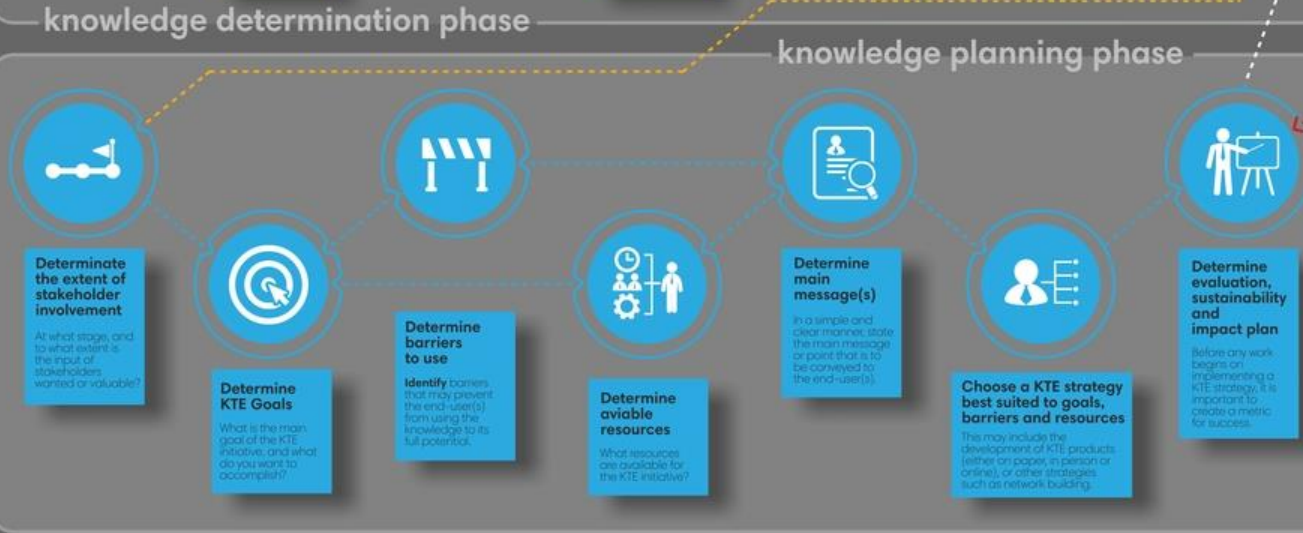 knowledge determination phase
knowledge planning phase
Determinate
the extent of
stakeholder
involvement
At what stage, and
to what extent is
the input of
stakeholders
wanted or valuable?
Determine
KTE Goals
What is the main
goal of the KTE
initiative, and what
do you want to
accomplish?
Determine
barriers
to use
Identify barriers
that may prevent
the end-user(s)
from using the
knowledge to its
full potential.
Determine
aviable
resources
What resources
are available for
the KTE initiative?
Determine
main
message(s)
In a simple and
clear manner, state
the main message
or point that is to
be conveyed to
the end-user(s).
Choose a KTE strategy
best suited to goals,
barriers and resources
This may include the
development of KTE products
(either on paper, in person or
online), or other strategies
such as network building.
Determine
evaluation,
sustainability
and
impact plan
Before any work
begins on
implementing a
KTE strategy, it is
important to
create a metric
for success.